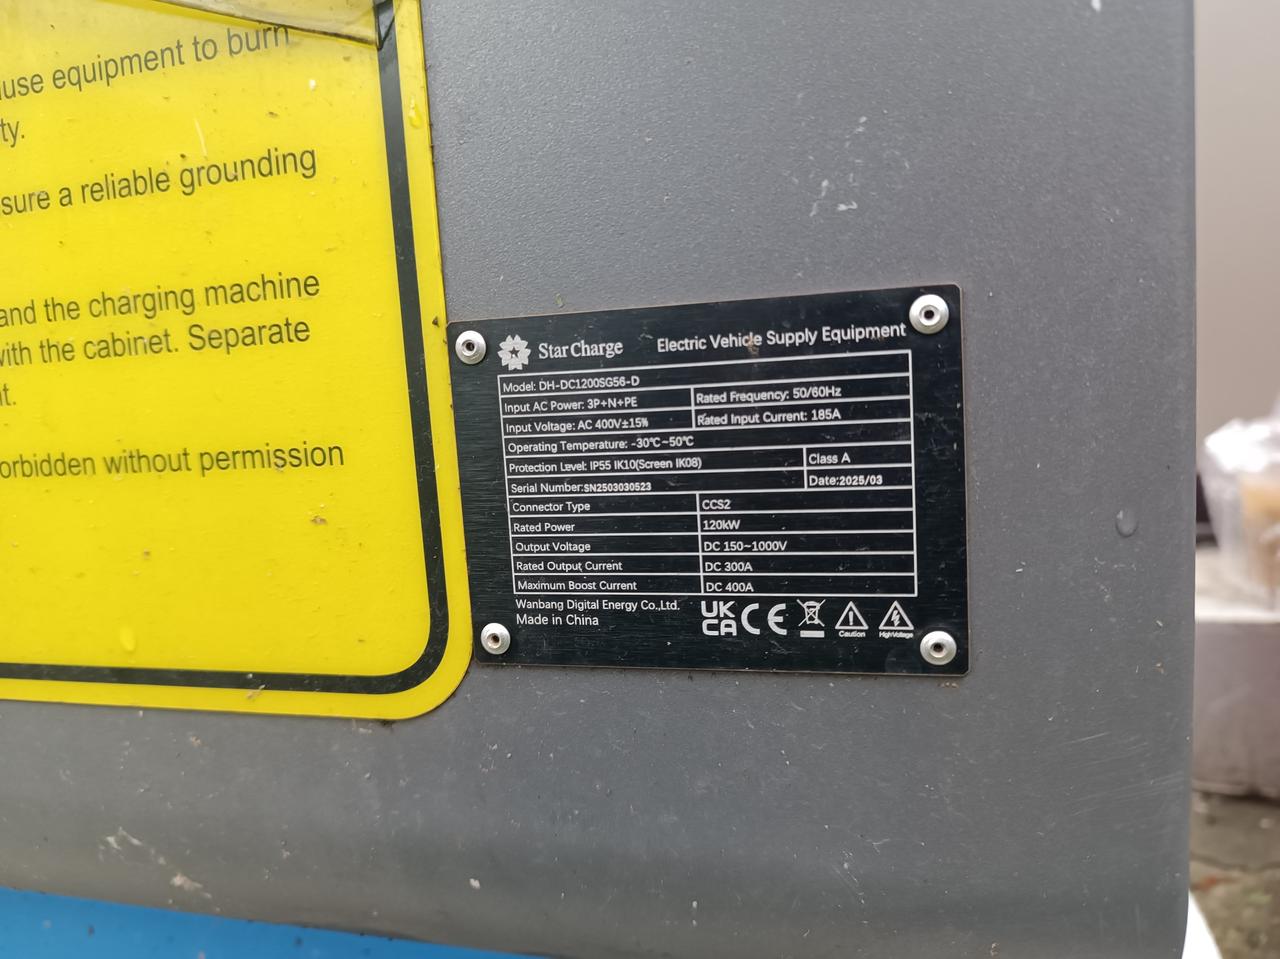 to burn
use equipment to
ty.
sure a reliable grounding
and the charging machine
with the cabinet. Separate
t.
orbidden without permission
Star Charge Electric Vehicle Supply Equipment
Model: DH-DC1200SG56-D
Input AC Power: 3P+N+PE Rated Frequency: 50/60Hz
Input Voltage: AC 400V±15% Rated Input Current: 185A
Operating Temperature: -30℃~50℃
Protection Level: IP55 IK10(Screen IK08) Class A
Serial Number:SN2503030523 Date:2025/03
Connector Type CCS2
Rated Power 120kW
Output Voltage DC 150~1000V
Rated Output Current DC 300A
Maximum Boost Current DC 400A
Wanbang Digital Energy Co.,Ltd.
Made in China
UK
CA CE
Caution High Voltage